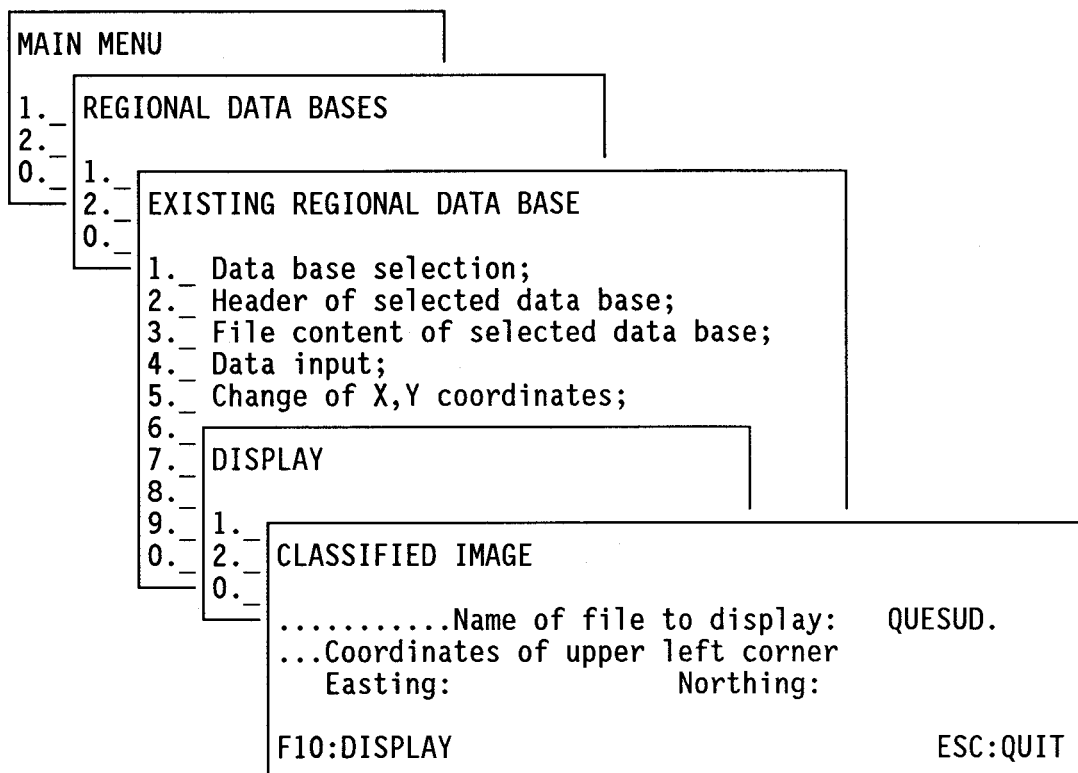 MAIN MENU
1._
2._
0._
REGIONAL DATA BASES
1._
2._
0._
EXISTING REGIONAL DATA BASE
1._ Data base selection;
2._ Header of selected data base;
3._ File content of selected data base;
4._ Data input;
5._ Change of X,Y coordinates;
6._
7._
8._
9._
0._
DISPLAY
1._
2._
0._
CLASSIFIED IMAGE
...........Name of file to display: QUESUD.
...Coordinates of upper left corner
Easting: Northing:
F10:DISPLAY ESC:QUIT